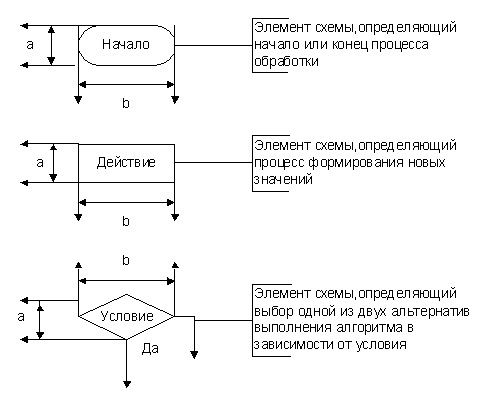 a
Начало
b
Элемент схемы,определяющий
начало или конец процесса
обработки
a
Действие
b
Элемент схемы,определяющий
процесс формирования новых
значений
b
a
Условие
Да
Элемент схемы,определяющий
выбор одной из двух альтернатив
выполнения алгоритма в
зависимости от условия